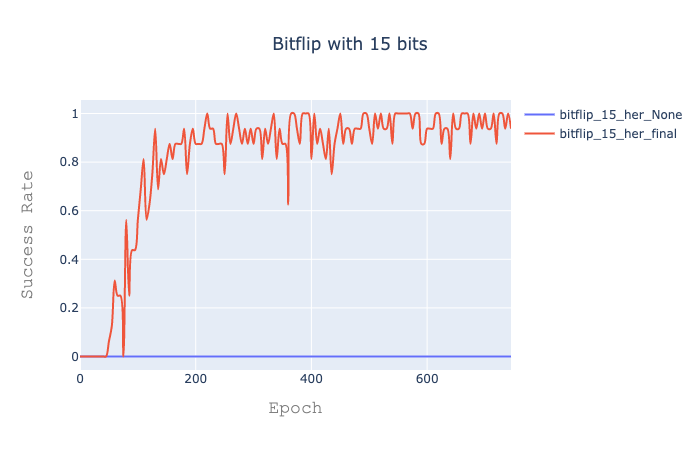 Bitflip with 15 bits
bitflip_15_her_None
bitflip_15_her_final
1
0.8
0.6
0.4
0.2
0
Success Rate
0
200
400
600
Epoch